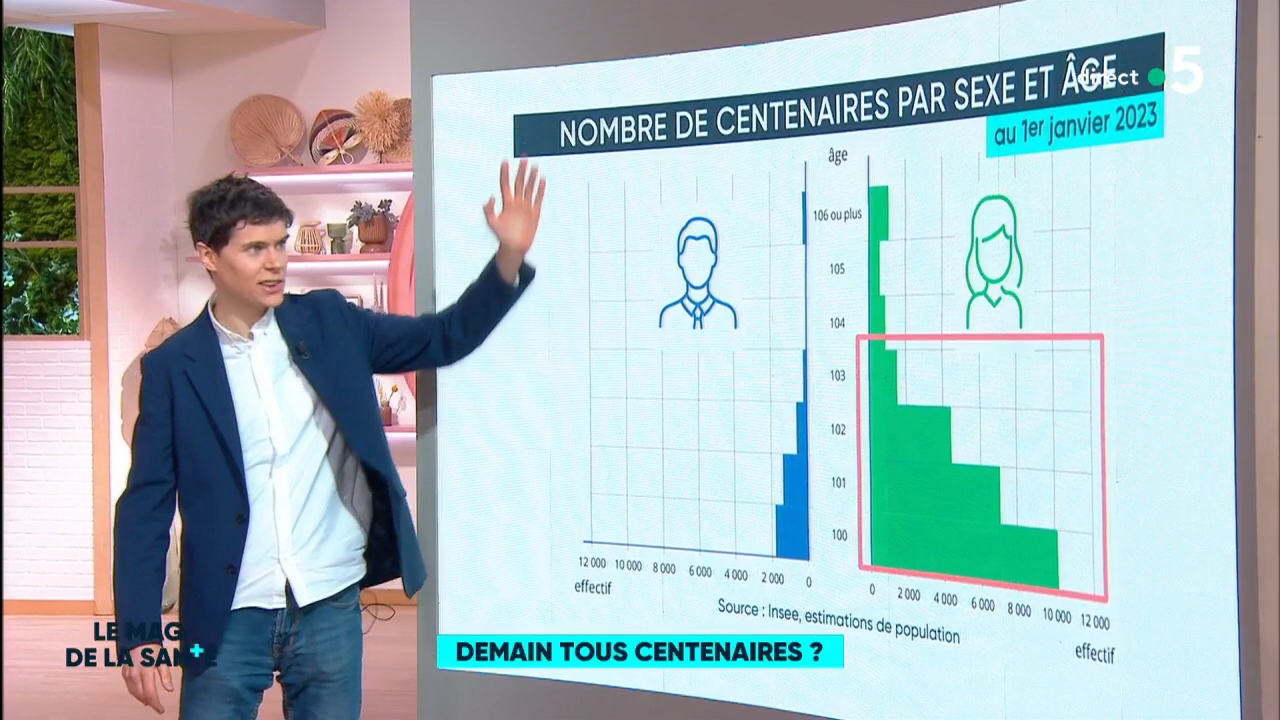 NOMBRE DE CENTENAIRES PAR SEXE ET ÂGE
direct 5
au 1er janvier 2023
âge
106 ou plus
105
104
103
102
101
100
12 000 10 000 8 000 6 000 4 000 2 000 0
effectif
0 2 000 4 000 6 000 8 000 10 000 12 000
effectif
Source : Insee, estimations de population
LE MAG
DE LA SANTE
+
DEMAIN TOUS CENTENAIRES ?